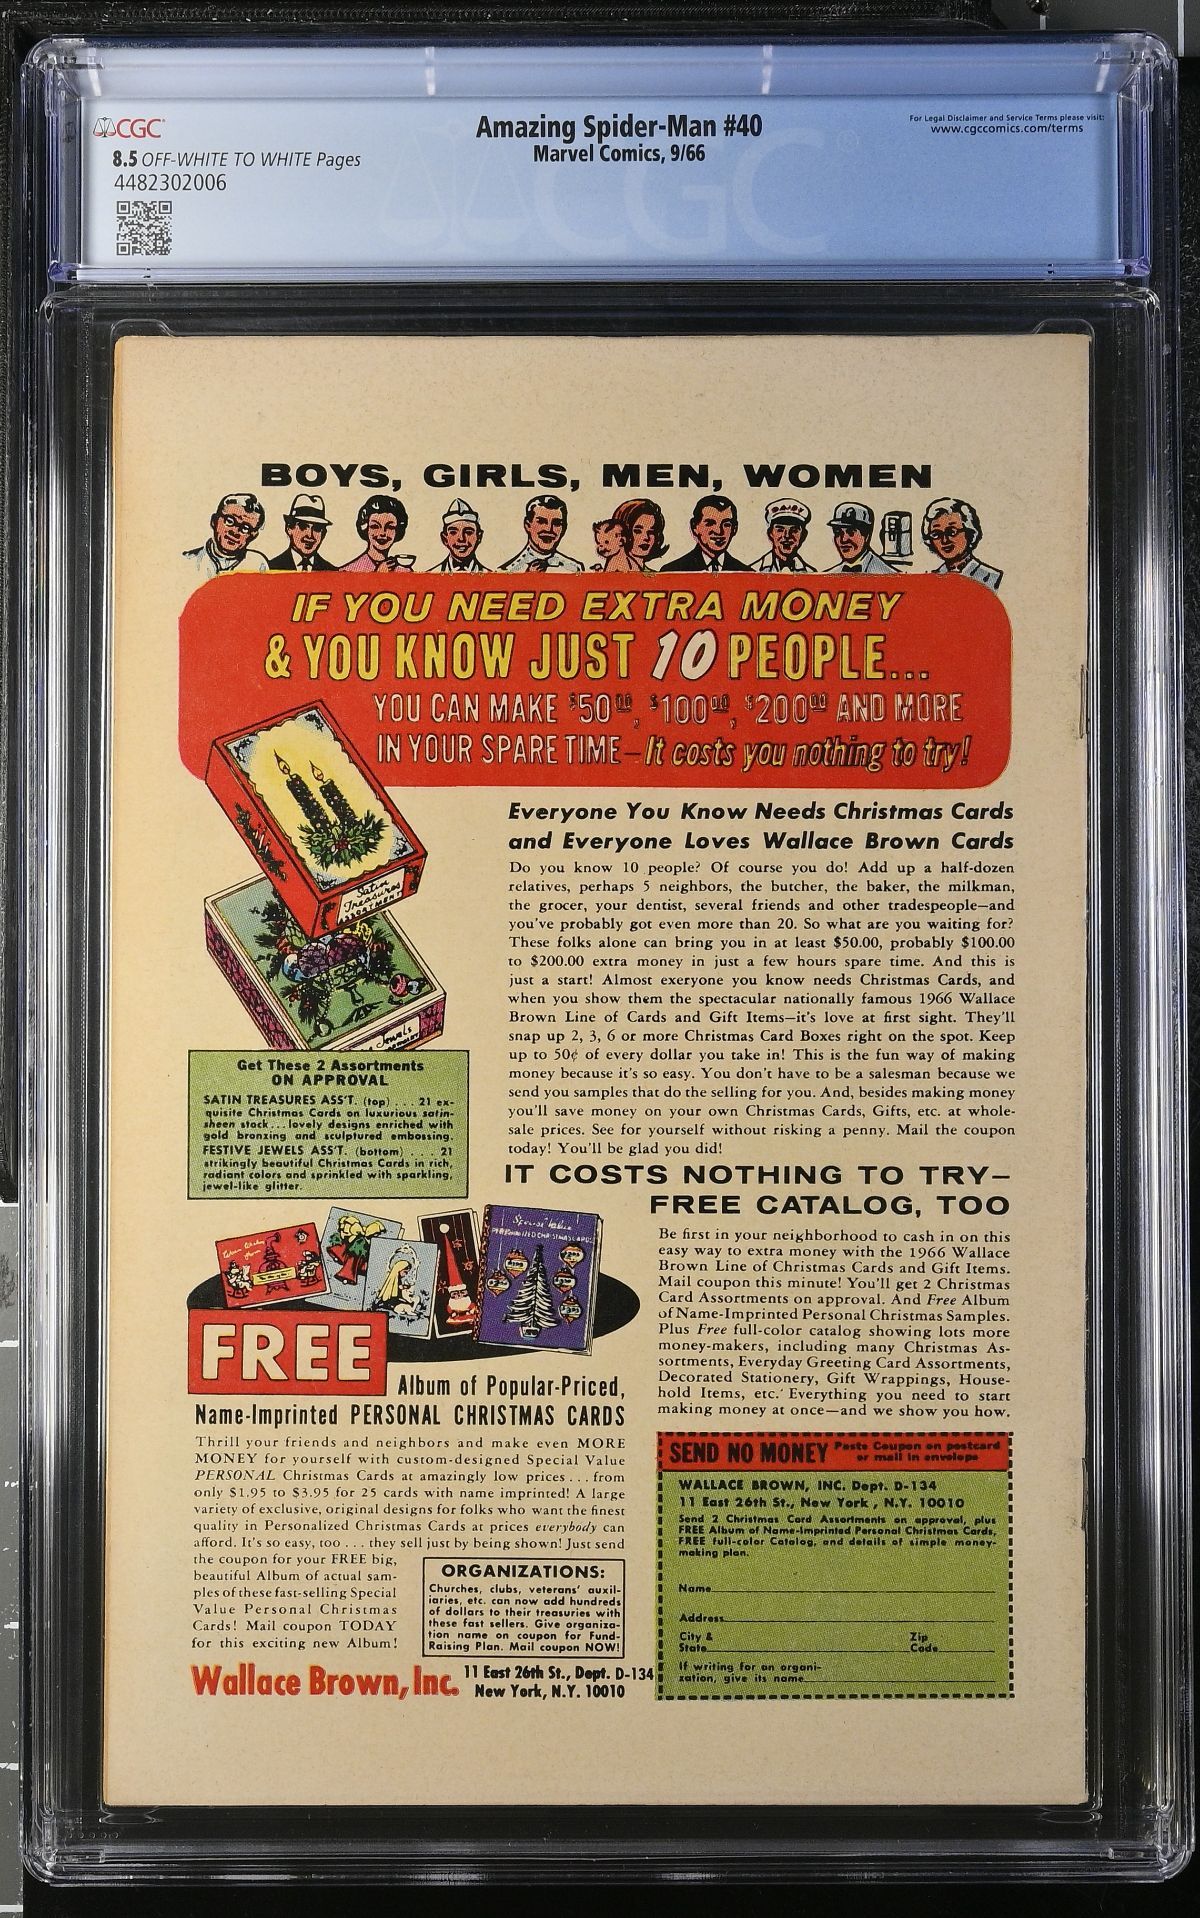 CGC
8.5 OFF-WHITE TO WHITE Pages
4482302006
Amazing Spider-Man #40
Marvel Comics, 9/66
For Legal Disclaimer and Service Terms please visit:
www.cgccomics.com/terms
CGC
BOYS, GIRLS, MEN, WOMEN
DAIRY
IF YOU NEED EXTRA MONEY
& YOU KNOW JUST 10 PEOPLE...
YOU CAN MAKE $50.00, $100.00, $200.00 AND MORE
IN YOUR SPARE TIME—It costs you nothing to try!
Satin
Treasures
ASSORTMENT
Jewels
Everyone You Know Needs Christmas Cards
and Everyone Loves Wallace Brown Cards
Do you know 10 people? Of course you do! Add up a half-dozen
relatives, perhaps 5 neighbors, the butcher, the baker, the milkman,
the grocer, your dentist, several friends and other tradespeople—and
you've probably got even more than 20. So what are you waiting for?
These folks alone can bring you in at least $50.00, probably $100.00
to $200.00 extra money in just a few hours spare time. And this is
just a start! Almost exeryone you know needs Christmas Cards, and
when you show them the spectacular nationally famous 1966 Wallace
Brown Line of Cards and Gift Items—it's love at first sight. They'll
snap up 2, 3, 6 or more Christmas Card Boxes right on the spot. Keep
up to 50¢ of every dollar you take in! This is the fun way of making
money because it's so easy. You don't have to be a salesman because we
send you samples that do the selling for you. And, besides making money
you'll save money on your own Christmas Cards, Gifts, etc. at whole-
sale prices. See for yourself without risking a penny. Mail the coupon
today! You'll be glad you did!
Get These 2 Assortments
ON APPROVAL
SATIN TREASURES ASS'T. (top) . . . 21 ex-
quisite Christmas Cards on luxurious satin-
sheen stock...lovely designs enriched with
gold bronzing and sculptured embossing.
FESTIVE JEWELS ASS'T. (bottom) . . . 21
strikingly beautiful Christmas Cards in rich,
radiant colors and sprinkled with sparkling,
jewel-like glitter.
IT COSTS NOTHING TO TRY—
FREE CATALOG, TOO
Be first in your neighborhood to cash in on this
easy way to extra money with the 1966 Wallace
Brown Line of Christmas Cards and Gift Items.
Mail coupon this minute! You'll get 2 Christmas
Card Assortments on approval. And Free Album
of Name-Imprinted Personal Christmas Samples.
Plus Free full-color catalog showing lots more
money-makers, including many Christmas As-
sortments, Everyday Greeting Card Assortments,
Decorated Stationery, Gift Wrappings, House-
hold Items, etc. Everything you need to start
making money at once—and we show you how.
Special Value
PERSONALIZED CHRISTMAS CARDS
FREE
Album of Popular-Priced,
Name-Imprinted PERSONAL CHRISTMAS CARDS
Thrill your friends and neighbors and make even MORE
MONEY for yourself with custom-designed Special Value
PERSONAL Christmas Cards at amazingly low prices . . . from
only $1.95 to $3.95 for 25 cards with name imprinted! A large
variety of exclusive, original designs for folks who want the finest
quality in Personalized Christmas Cards at prices everybody can
afford. It's so easy, too . . . they sell just by being shown! Just send
the coupon for your FREE big,
beautiful Album of actual sam-
ples of these fast-selling Special
Value Personal Christmas
Cards! Mail coupon TODAY
for this exciting new Album!
ORGANIZATIONS:
Churches, clubs, veterans' auxil-
iaries, etc. can now add hundreds
of dollars to their treasuries with
these fast sellers. Give organiza-
tion name on coupon for Fund-
Raising Plan. Mail coupon NOW!
Wallace Brown, Inc. 11 East 26th St., Dept. D-134
New York, N.Y. 10010
SEND NO MONEY Paste Coupon on postcard
or mail in envelope
WALLACE BROWN, INC. Dept. D-134
11 East 26th St., New York , N.Y. 10010
Send 2 Christmas Card Assortments on approval, plus
FREE Album of Name-Imprinted Personal Christmas Cards,
FREE full-color Catalog, and details of simple money-
making plan.
Name
Address
City & State Zip Code
If writing for an organi-
zation, give its name